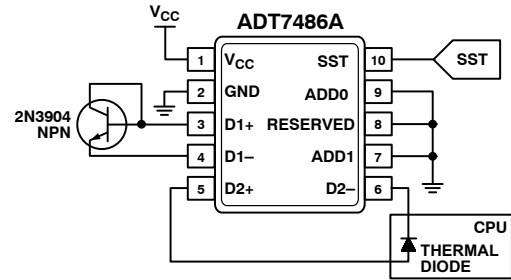 ADT7486A
VCC
1 VCC SST 10 SST
2 GND ADD0 9
2N3904
NPN
3 D1+ RESERVED 8
4 D1– ADD1 7
5 D2+ D2– 6
CPU
THERMAL
DIODE